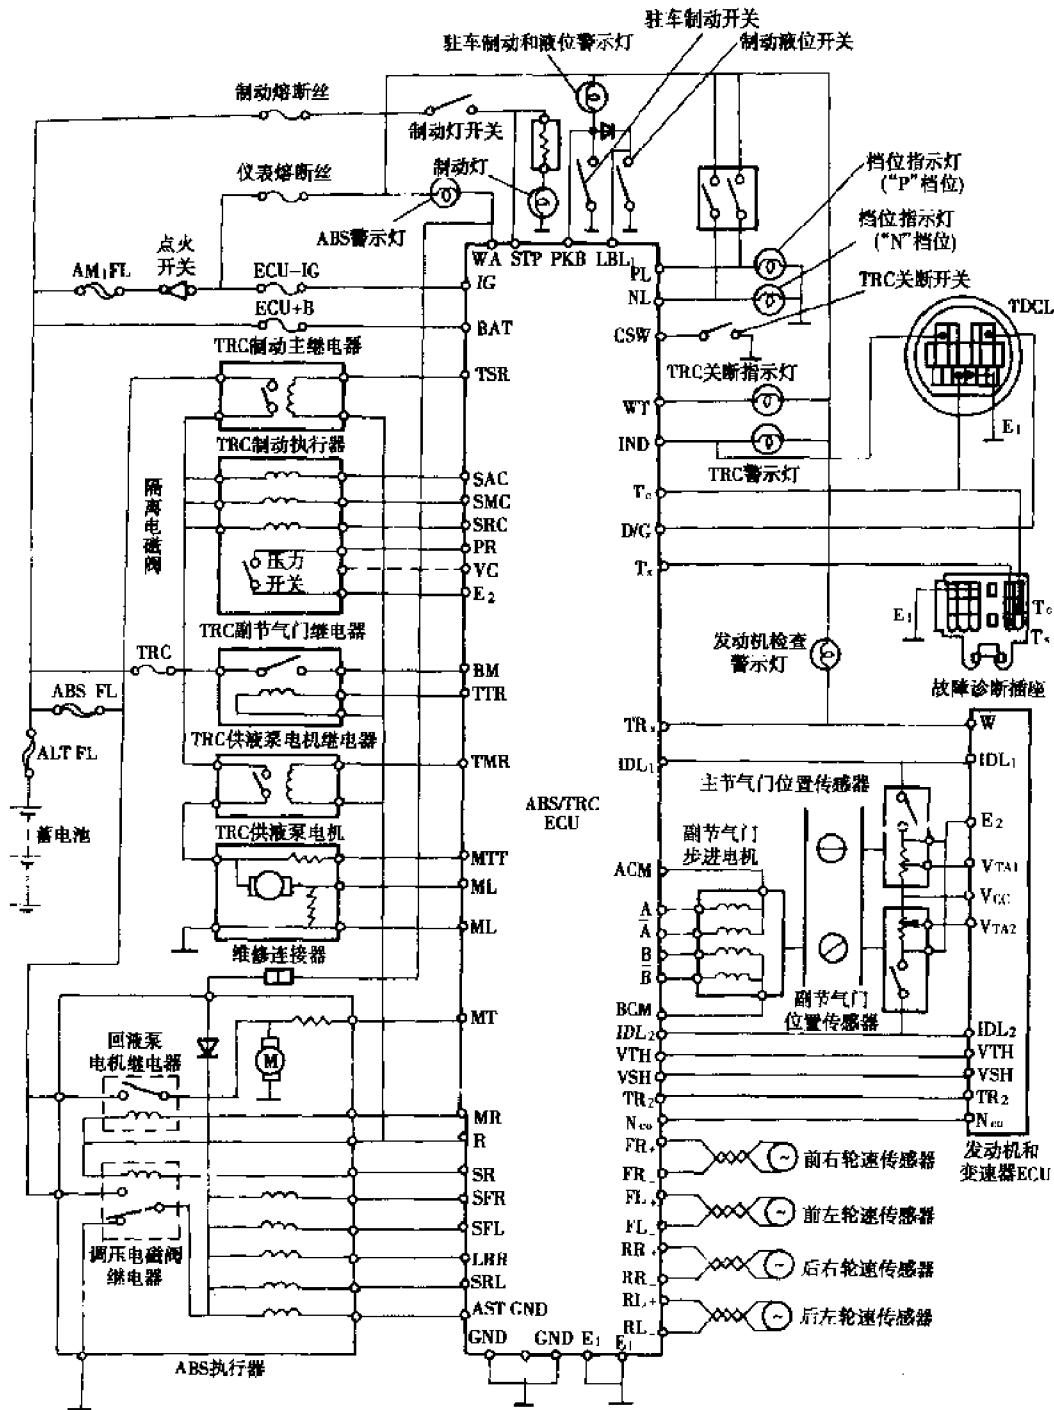 驻车制动开关
驻车制动和液位警示灯
制动液位开关
制动熔断丝
制动灯开关
仪表熔断丝
制动灯
档位指示灯
(“P”档位)
档位指示灯
(“N”档位)
ABS警示灯
点火
开关
AM₁FL
ECU-IG
ECU+B
WA STP PKB LBL₁
IG
BAT
PL
NL
CSW
TRC关断开关
TDCL
TRC制动主继电器
TSR
TRC关断指示灯
WT
IND
E₁
TRC制动执行器
TRC警示灯
隔离电磁阀
SAC
SMC
SRC
PR
VC
E₂
压力
开关
Tc
D/G
Ts
E₁
Tc
Ts
故障诊断插座
TRC副节气门继电器
TRC
BM
TTR
发动机检查
警示灯
ABS FL
ALT FL
蓄电池
TRC供液泵电机继电器
TMR
TRs
W
IDL₁
IDL₁
ABS/TRC
ECU
主节气门位置传感器
E₂
VTA1
VCC
VTA2
TRC供液泵电机
MTT
ML
ML
副节气门
步进电机
ACM
A
A̅
B
B̅
BCM
副节气门
位置传感器
维修连接器
MT
IDL₂
IDL₂
VTH
VTH
VSH
VSH
TR₂
TR₂
Neo
回液泵
电机继电器
M
MR
R
SR
SFR
SFL
SRL
AST GND
调压电磁阀
继电器
ABS执行器
GND
GND
E₁
E₁
FR+
FR-
前右轮速传感器
FL+
FL-
前左轮速传感器
RR+
RR-
后右轮速传感器
RL+
RL-
后左轮速传感器
发动机和
变速器ECU